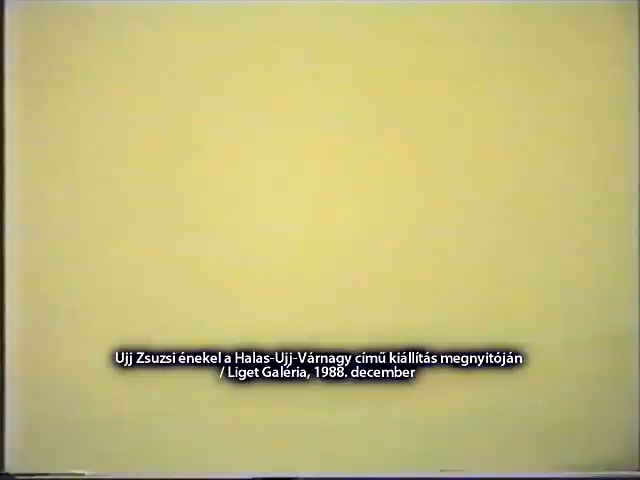 Ujj Zsuzsi énekel a Halas-Ujj-Várnagy című kiállítás megnyitóján
/ Liget Galéria, 1988. december